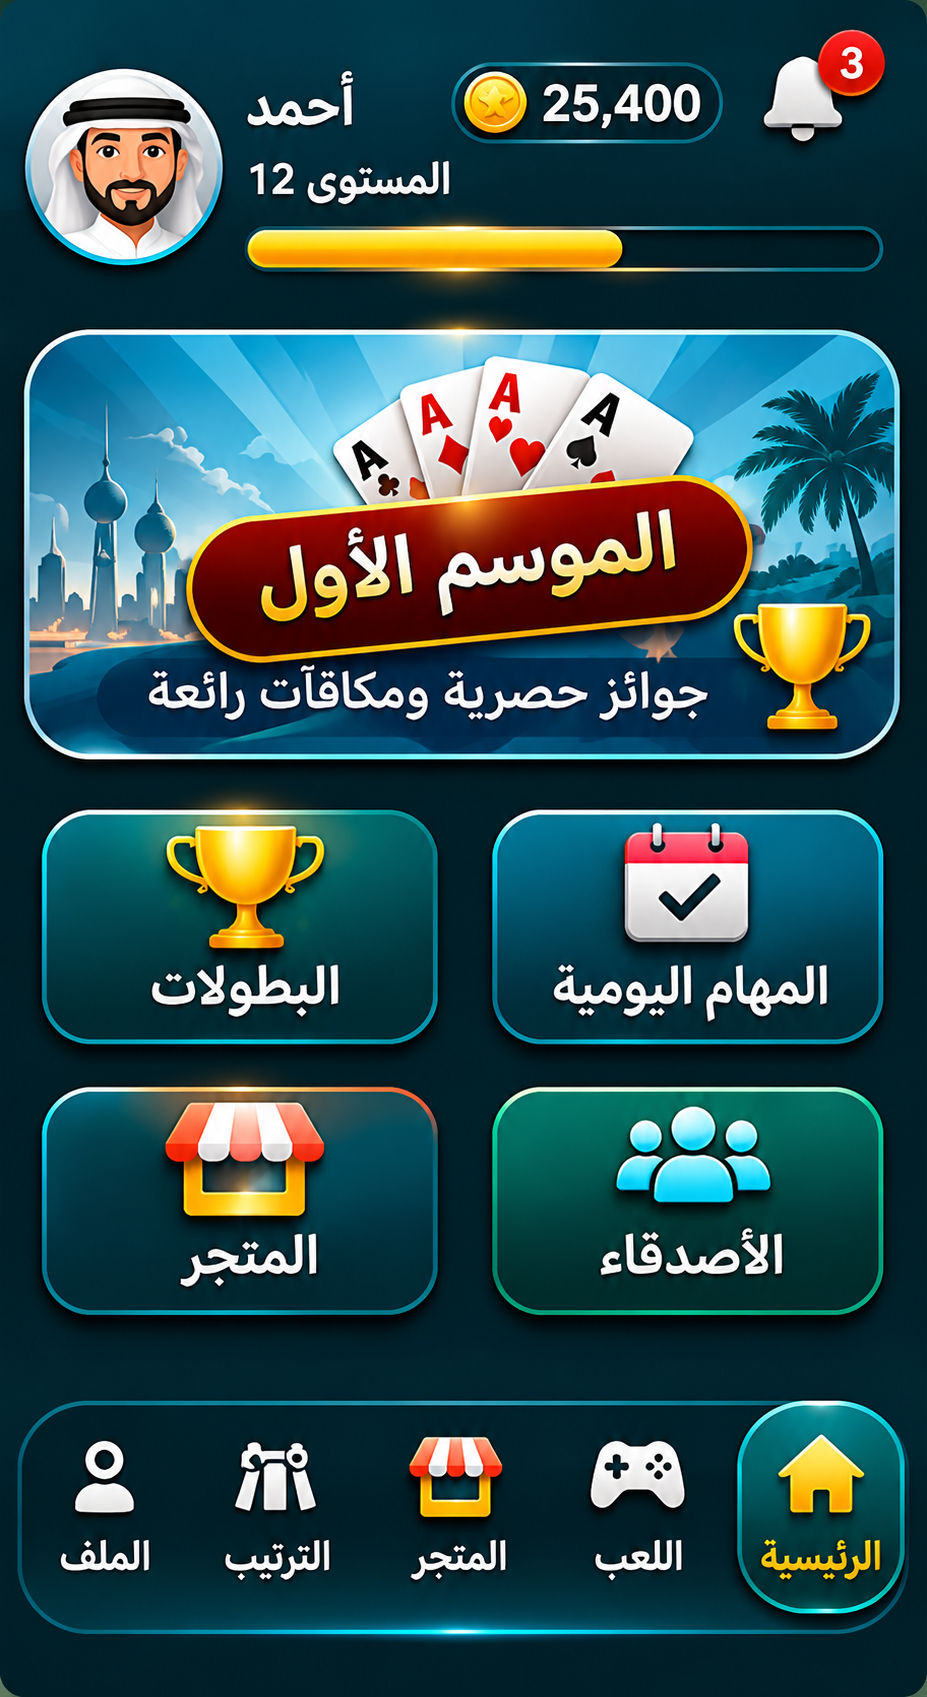 3
أحمد
25,400
المستوى 12
A
A
A
A
الموسم الأول
جوائز حصرية ومكاقآت رائعة
المهام اليومية
البطولات
الأصدقاء
المتجر
الرئيسية
اللعب
المتجر
الترتيب
الملف